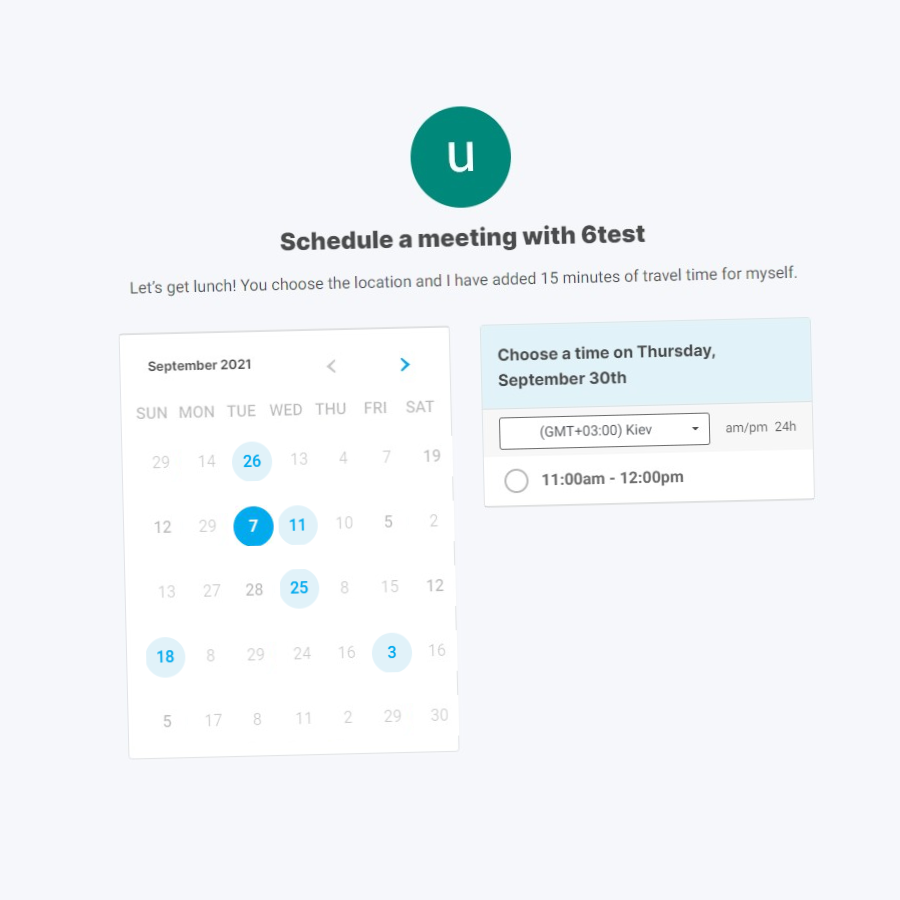 u
Schedule a meeting with 6test
Let's get lunch! You choose the location and I have added 15 minutes of travel time for myself.
September 2021
SUN MON TUE WED THU FRI SAT
29 14 26 13 4 7 19
12 29 7 11 10 5 2
13 27 28 25 8 15 12
18 8 29 24 16 3 16
5 17 8 11 2 29 30
Choose a time on Thursday,
September 30th
(GMT+03:00) Kiev am/pm 24h
11:00am - 12:00pm